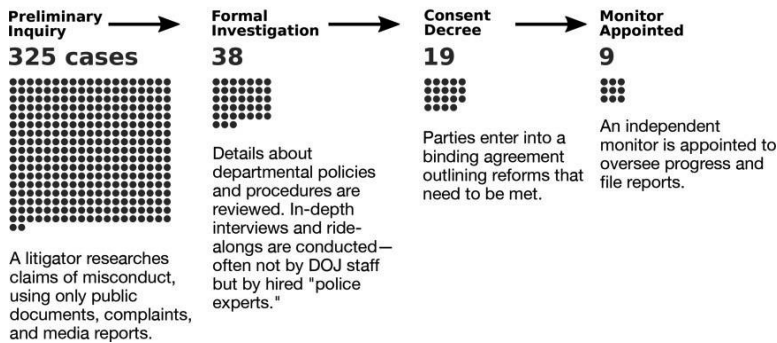 Preliminary
Inquiry
325 cases
A litigator researches
claims of misconduct,
using only public
documents, complaints,
and media reports.
Formal
Investigation
38
Details about
departmental policies
and procedures are
reviewed. In-depth
interviews and ride-
alongs are conducted—
often not by DOJ staff
but by hired "police
experts."
Consent
Decree
19
Parties enter into a
binding agreement
outlining reforms that
need to be met.
Monitor
Appointed
9
An independent
monitor is appointed to
oversee progress and
file reports.